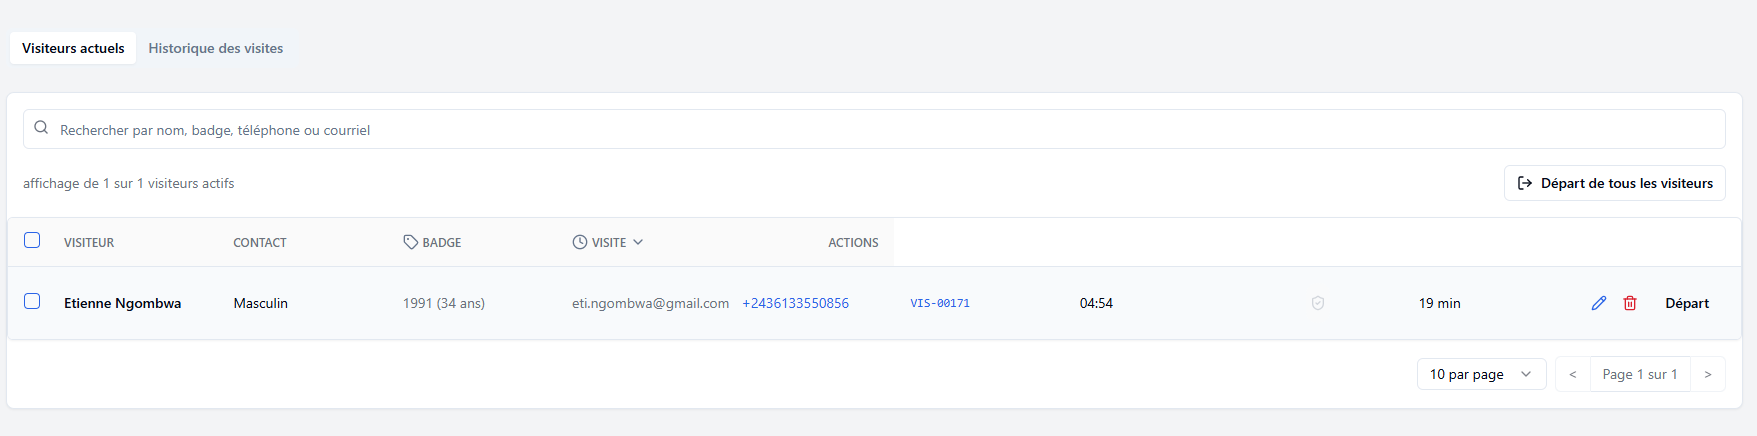 Visiteurs actuels Historique des visites
Rechercher par nom, badge, téléphone ou courriel
affichage de 1 sur 1 visiteurs actifs Départ de tous les visiteurs
VISITEUR CONTACT BADGE VISITE ACTIONS
Etienne Ngombwa Masculin 1991 (34 ans) eti.ngombwa@gmail.com +2436133550856 VIS-00171 04:54 19 min Départ
10 par page < Page 1 sur 1 >